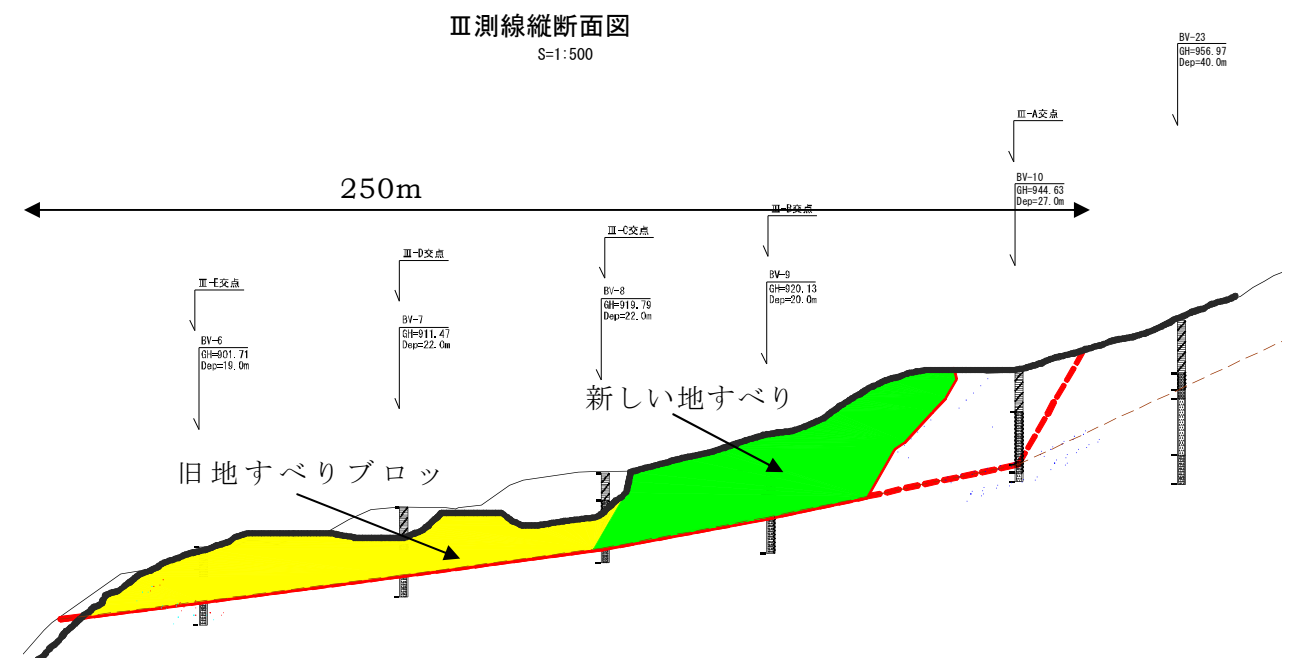 Ⅲ測線縦断面図
S=1:500
BV-23
GH=956.97
Dep=40.0m
Ⅲ-A交点
BV-10
GH=944.63
Dep=27.0m
250m
Ⅲ-B交点
Ⅲ-C交点
Ⅲ-D交点
Ⅲ-E交点
BV-9
GH=920.13
Dep=20.0m
BV-8
GH=919.79
Dep=22.0m
BV-7
GH=911.47
Dep=22.0m
BV-6
GH=901.71
Dep=19.0m
新しい地すべり
旧地すべりブロッ